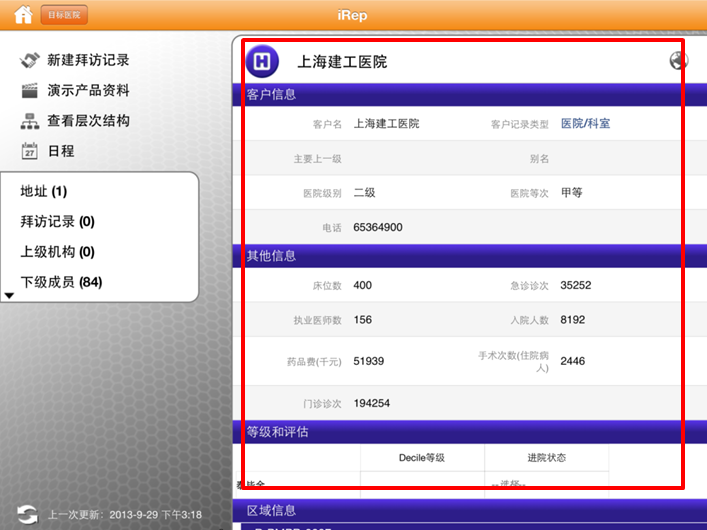 目标医院
iRep
新建拜访记录
演示产品资料
查看层次结构
27 日程
地址 (1)
拜访记录 (0)
上级机构 (0)
下级成员 (84)
上一次更新：2013-9-29 下午3:18
H 上海建工医院
客户信息
客户名 上海建工医院 客户记录类型 医院/科室
主要上一级 别名
医院级别 二级 医院等次 甲等
电话 65364900
其他信息
床位数 400 急诊诊次 35252
执业医师数 156 入院人数 8192
药品费(千元) 51939 手术次数(住院病
人) 2446
门诊诊次 194254
等级和评估
Decile等级 进院状态
区域信息